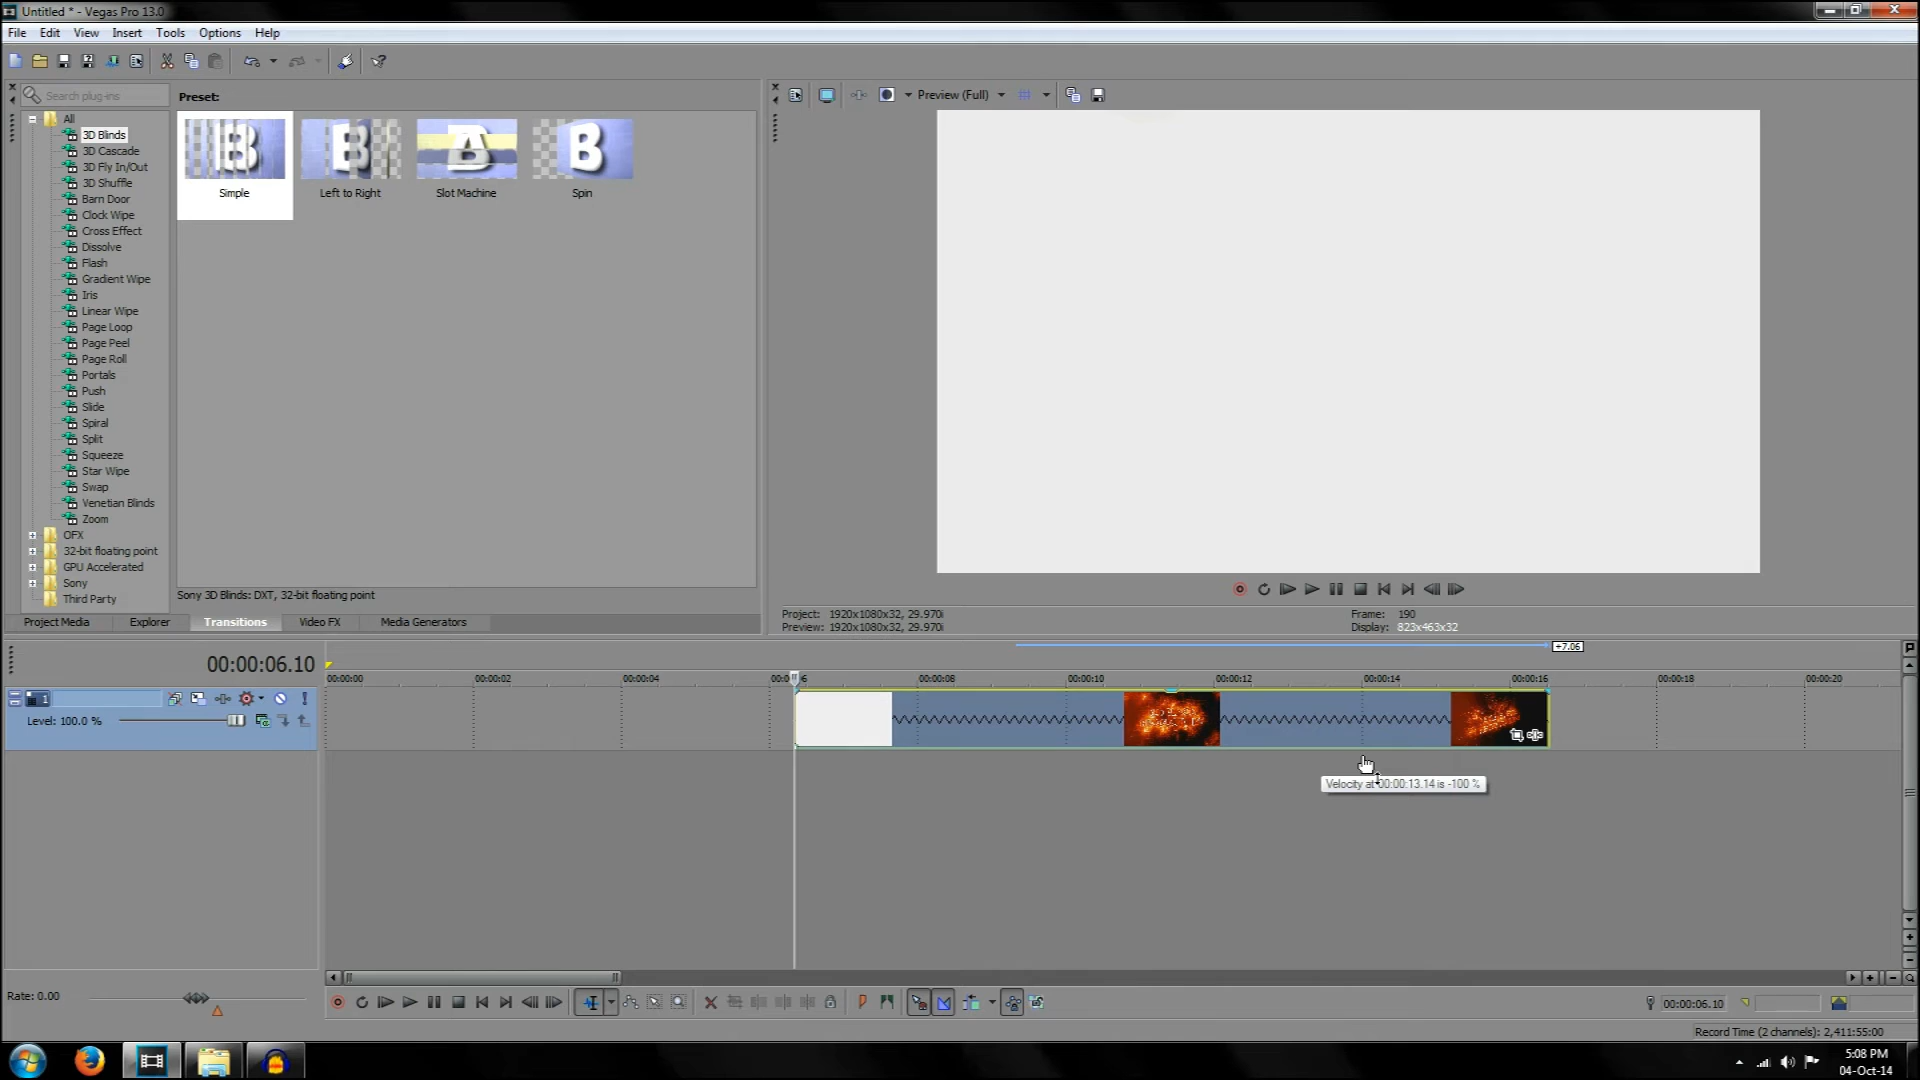 Untitled * - Vegas Pro 13.0
File Edit View Insert Tools Options Help
Search plug-ins
Preset:
All
3D Blinds
3D Cascade
3D Fly In/Out
3D Shuffle
Barn Door
Clock Wipe
Cross Effect
Dissolve
Flash
Gradient Wipe
Iris
Linear Wipe
Page Loop
Page Peel
Page Roll
Portals
Push
Slide
Spiral
Split
Squeeze
Star Wipe
Swap
Venetian Blinds
Zoom
OFX
32-bit floating point
GPU Accelerated
Sony
Third Party
B B A B
Simple Left to Right Slot Machine Spin
Sony 3D Blinds: DXT, 32-bit floating point
Project Media Explorer Transitions Video FX Media Generators
Preview (Full)
Project: 1920x1080x32, 29.970i Frame: 190
Preview: 1920x1080x32, 29.970i Display: 823x463x32
+7.06
00:00:06.10
00:00:00 00:00:02 00:00:04 00:0 6 00:00:08 00:00:10 00:00:12 00:00:14 00:00:16 00:00:18 00:00:20
1
Level: 100.0 %
Velocity at 00:00:13.14 is -100 %
Rate: 0.00
00:00:06.10
Record Time (2 channels): 2,411:55:00
5:08 PM
04-Oct-14